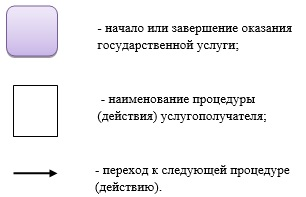 - начало или завершение оказания
государственной услуги;
- наименование процедуры
(действия) услугополучателя;
- переход к следующей процедуре
(действию).